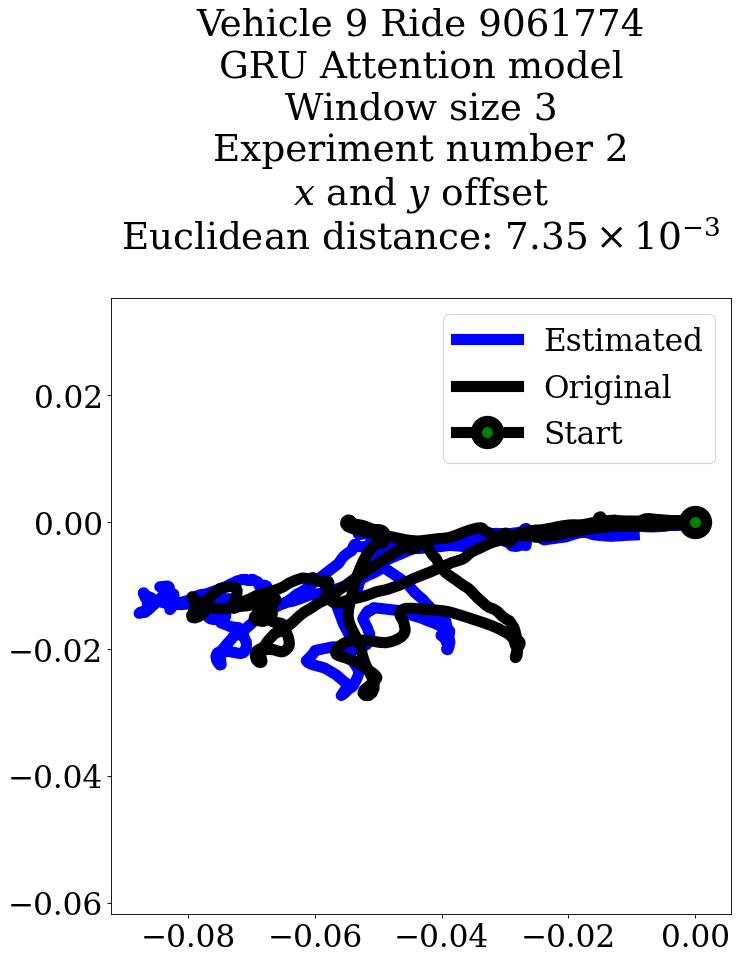 Vehicle 9 Ride 9061774
GRU Attention model
Window size 3
Experiment number 2
x and y offset
Euclidean distance: 7.35 × 10⁻³
Estimated
Original
Start
0.02
0.00
−0.02
−0.04
−0.06
−0.08 −0.06 −0.04 −0.02 0.00